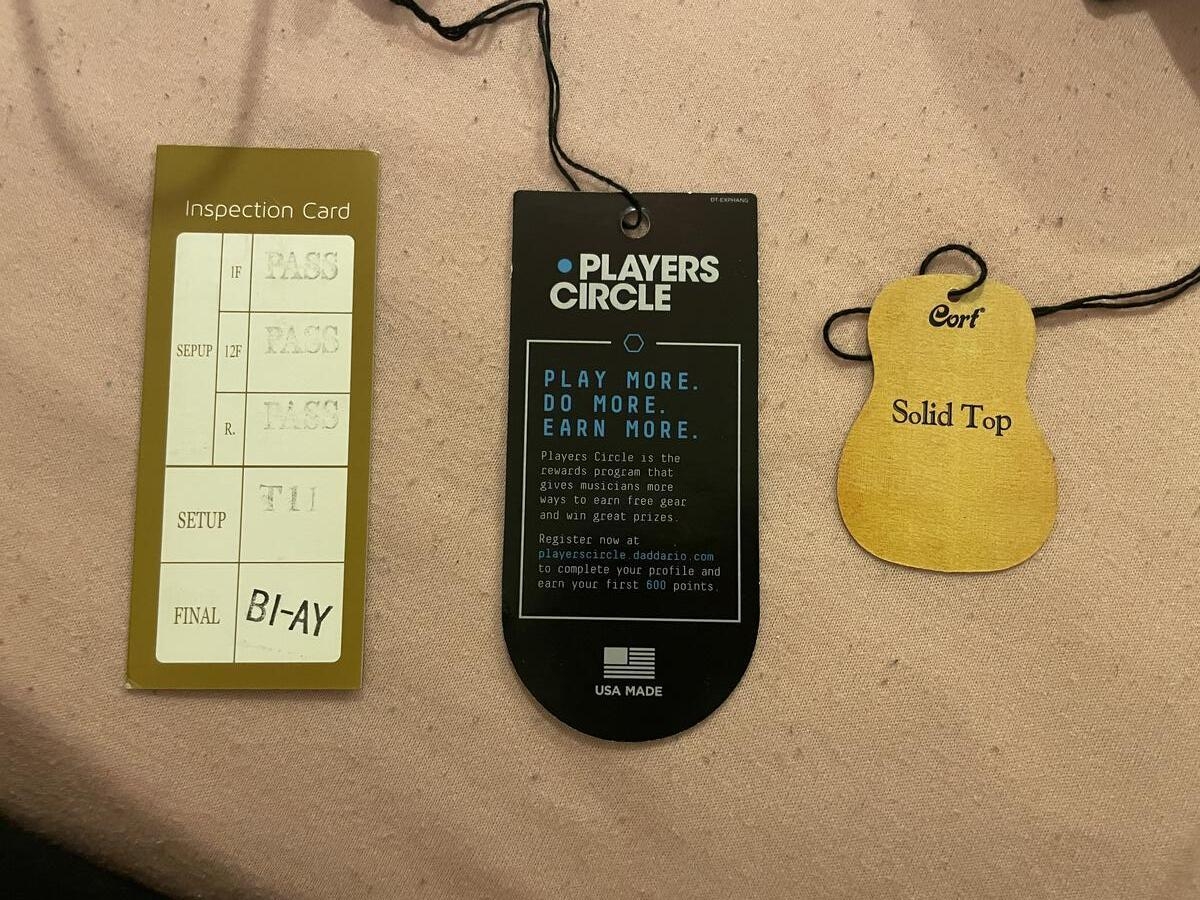 Inspection Card
SEPUP
1F PASS
12F PASS
R. PASS
SETUP T11
FINAL BI-AY
DT-EXPHANG
PLAYERS
CIRCLE
PLAY MORE.
DO MORE.
EARN MORE.
Players Circle is the
rewards program that
gives musicians more
ways to earn free gear
and win great prizes.
Register now at
playerscircle.daddario.com
to complete your profile and
earn your first 600 points.
USA MADE
Cort®
Solid Top